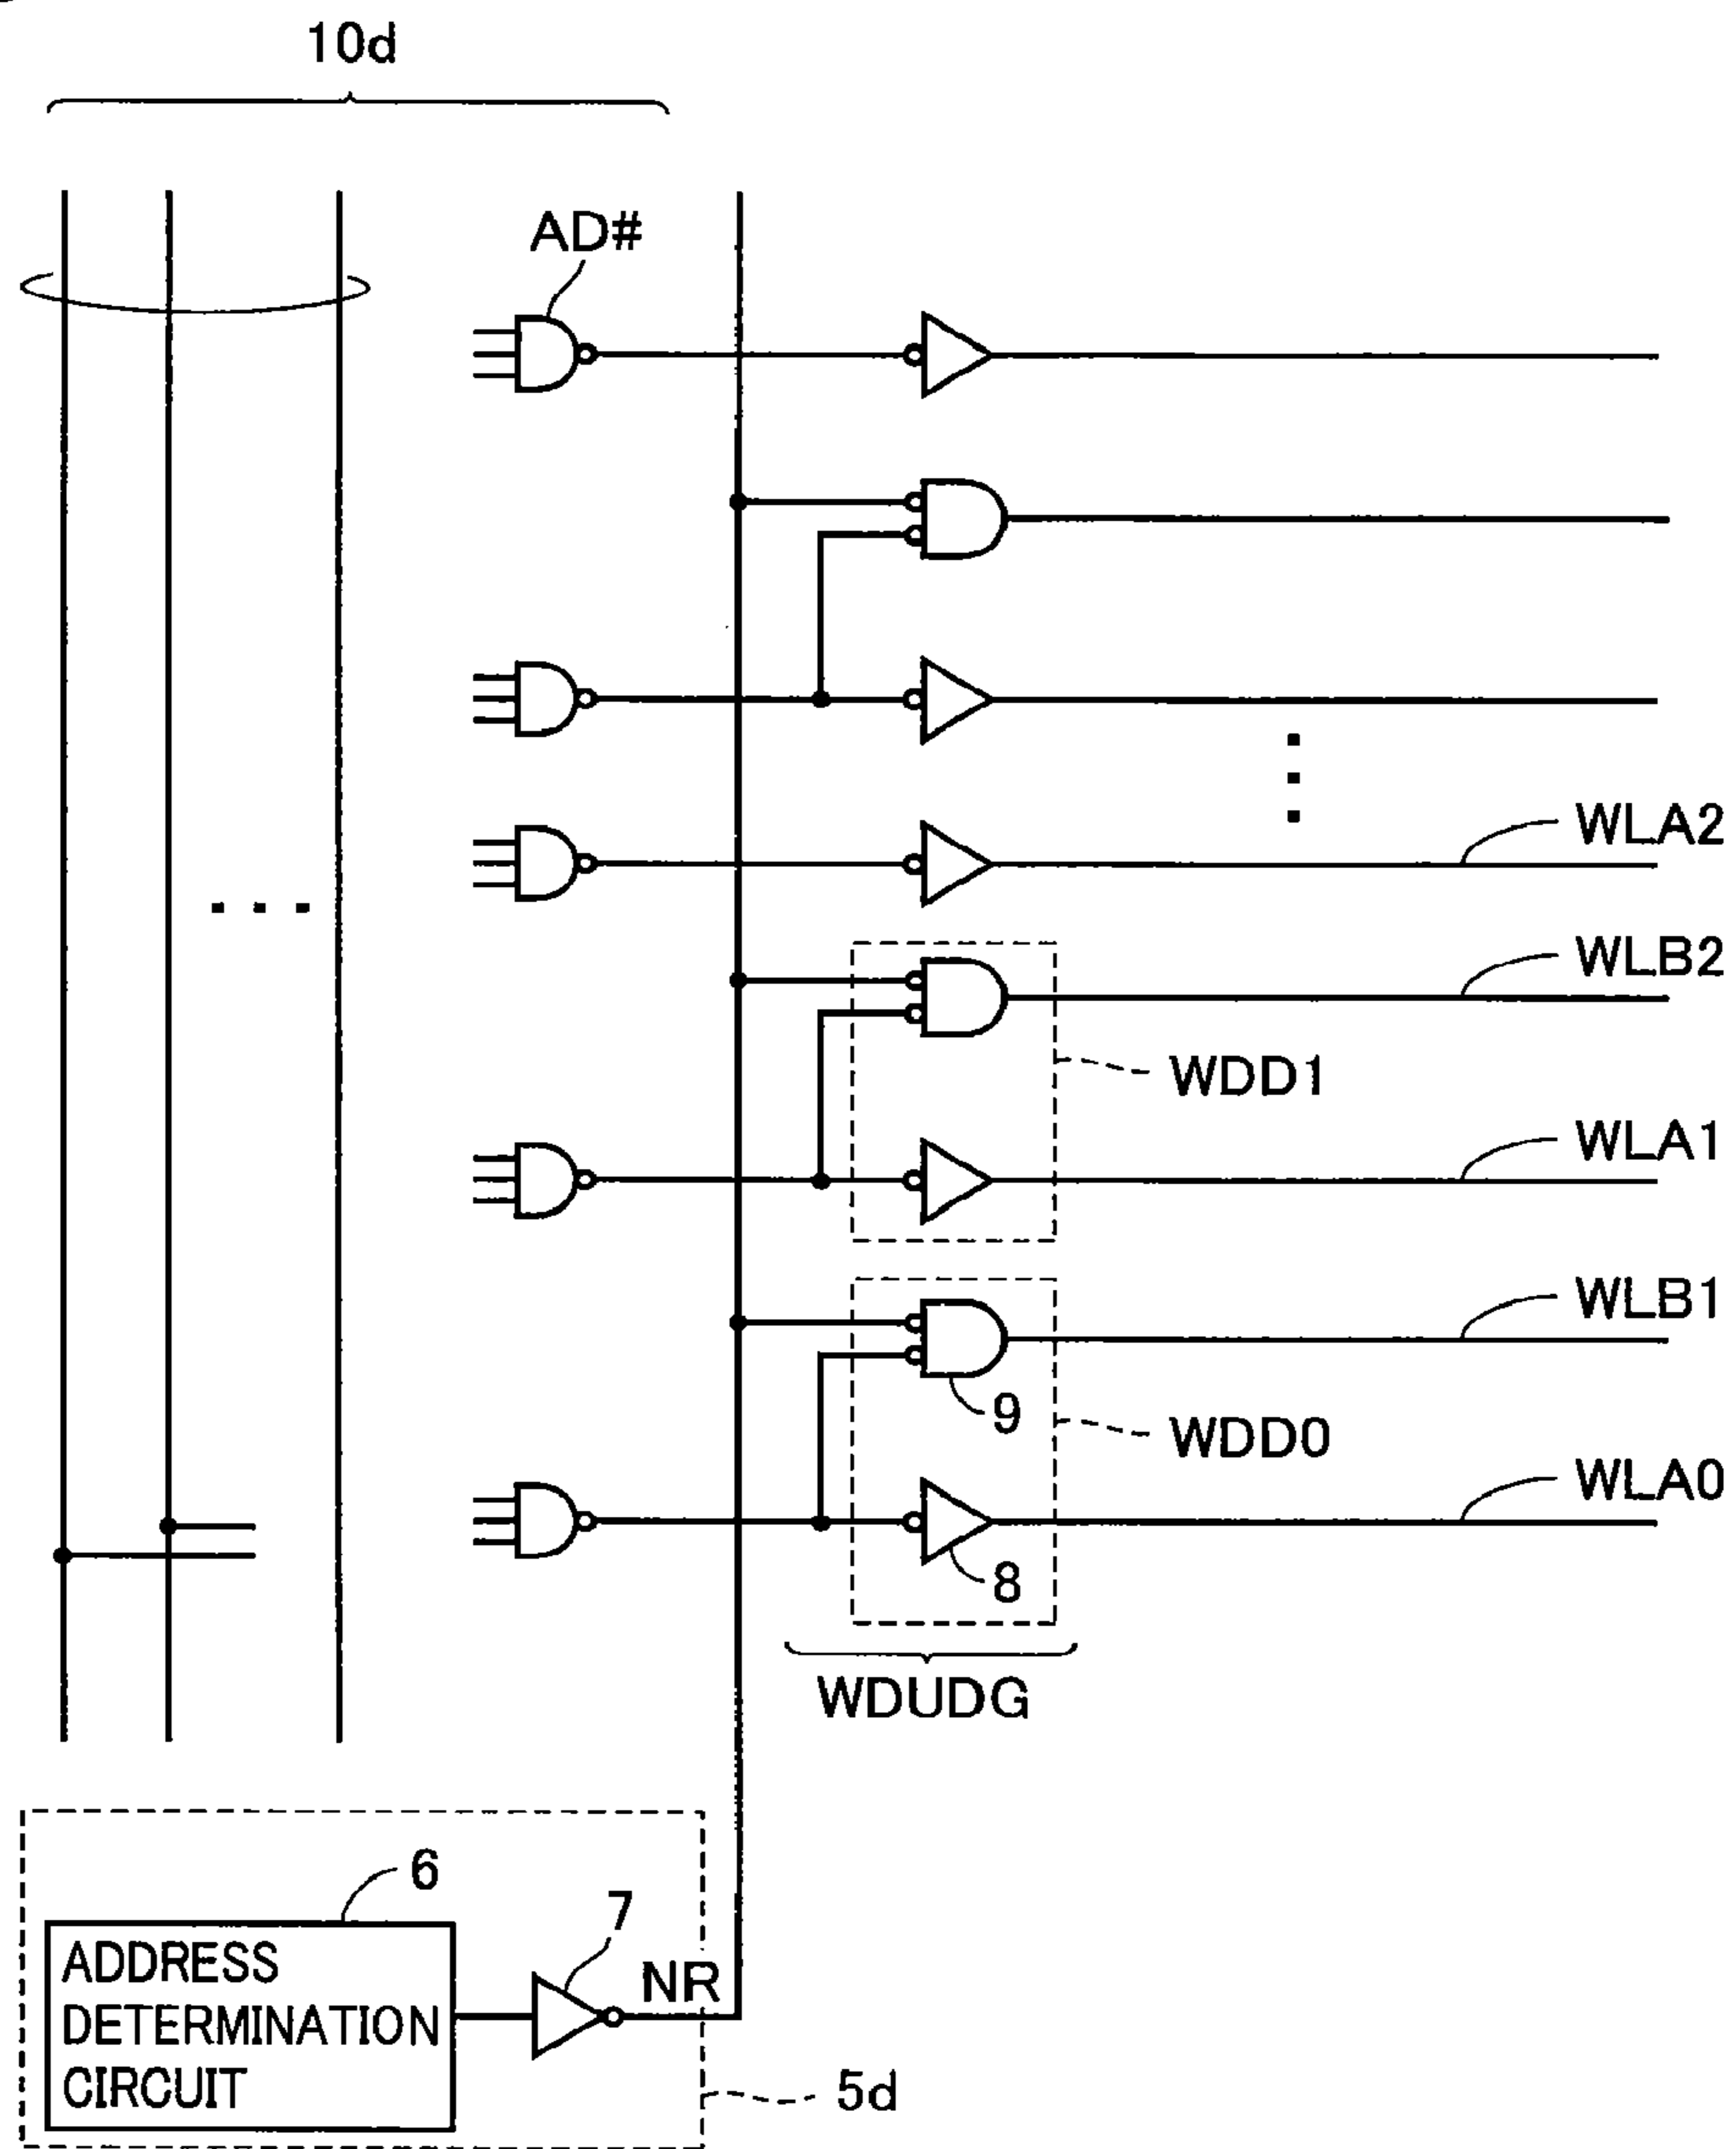 10d
AD#
WLA2
WLB2
WDD1
WLA1
WLB1
9
WDD0
WLA0
8
WDUDG
6
7
NR
ADDRESS
DETERMINATION
CIRCUIT
5d